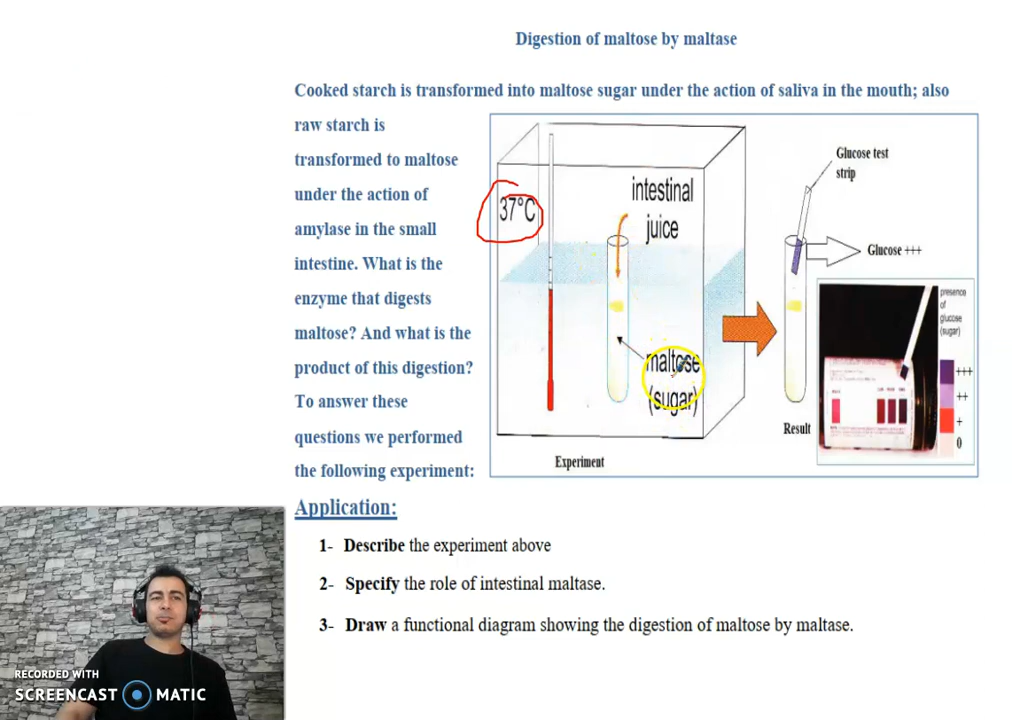 Digestion of maltose by maltase
Cooked starch is transformed into maltose sugar under the action of saliva in the mouth; also
raw starch is
transformed to maltose
under the action of
amylase in the small
intestine. What is the
enzyme that digests
maltose? And what is the
product of this digestion?
To answer these
questions we performed
the following experiment:
37°C
intestinal
juice
maltose
(sugar)
Experiment
Glucose test
strip
Glucose +++
Result
presence
of
glucose
(sugar)
+++
++
+
0
Application:
1- Describe the experiment above
2- Specify the role of intestinal maltase.
3- Draw a functional diagram showing the digestion of maltose by maltase.
RECORDED WITH
SCREENCAST MATIC